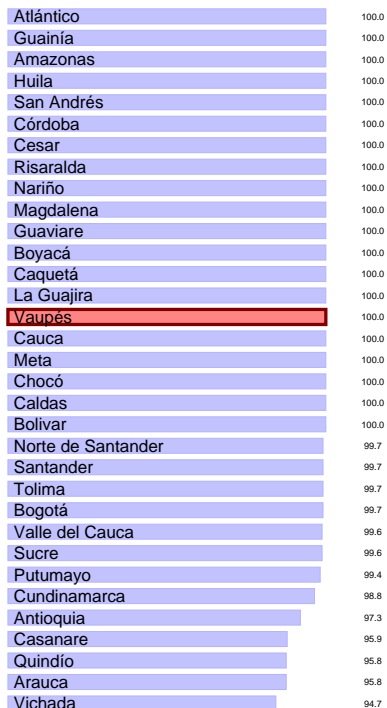 Atlántico 100.0
Guainía 100.0
Amazonas 100.0
Huila 100.0
San Andrés 100.0
Córdoba 100.0
Cesar 100.0
Risaralda 100.0
Nariño 100.0
Magdalena 100.0
Guaviare 100.0
Boyacá 100.0
Caquetá 100.0
La Guajira 100.0
Vaupés 100.0
Cauca 100.0
Meta 100.0
Chocó 100.0
Caldas 100.0
Bolivar 100.0
Norte de Santander 99.7
Santander 99.7
Tolima 99.7
Bogotá 99.7
Valle del Cauca 99.6
Sucre 99.6
Putumayo 99.4
Cundinamarca 98.8
Antioquia 97.3
Casanare 95.9
Quindío 95.8
Arauca 95.8
Vichada 94.7